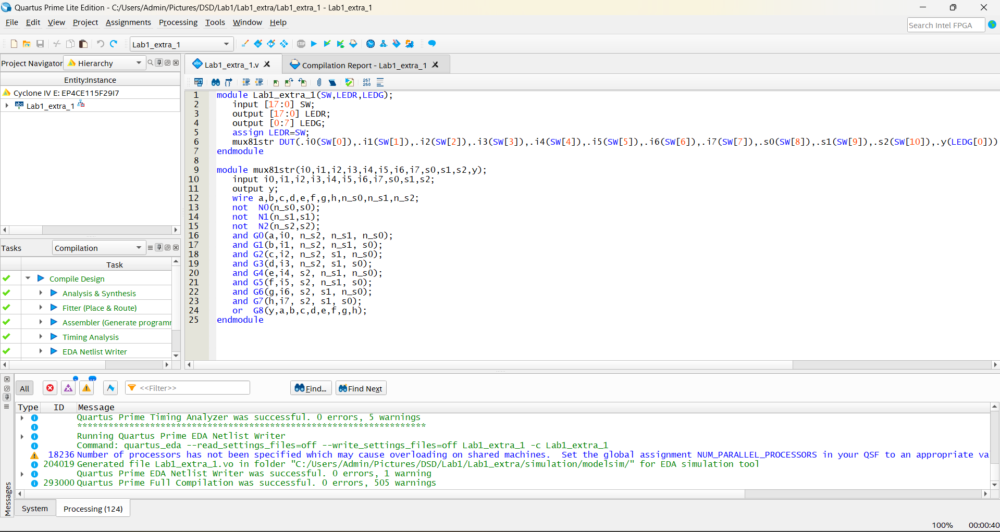 Quartus Prime Lite Edition - C:/Users/Admin/Pictures/DSD/Lab1/Lab1_extra/Lab1_extra_1 - Lab1_extra_1
File Edit View Project Assignments Processing Tools Window Help
Search Intel FPGA
Lab1_extra_1
STOP
Project Navigator Hierarchy
Entity:Instance
Cyclone IV E: EP4CE115F29I7
abc Lab1_extra_1
Tasks Compilation
Task
Compile Design
Analysis & Synthesis
Fitter (Place & Route)
Assembler (Generate program
Timing Analysis
EDA Netlist Writer
abc Lab1_extra_1.v
Compilation Report - Lab1_extra_1
267
268
1 module Lab1_extra_1(SW,LEDR,LEDG);
2 input [17:0] SW;
3 output [17:0] LEDR;
4 output [0:7] LEDG;
5 assign LEDR=SW;
6 mux81str DUT(.i0(SW[0]),.i1(SW[1]),.i2(SW[2]),.i3(SW[3]),.i4(SW[4]),.i5(SW[5]),.i6(SW[6]),.i7(SW[7]),.s0(SW[8]),.s1(SW[9]),.s2(SW[10]),.y(LEDG[0]))
7 endmodule
8
9 module mux81str(i0,i1,i2,i3,i4,i5,i6,i7,s0,s1,s2,y);
10 input i0,i1,i2,i3,i4,i5,i6,i7,s0,s1,s2;
11 output y;
12 wire a,b,c,d,e,f,g,h,n_s0,n_s1,n_s2;
13 not N0(n_s0,s0);
14 not N1(n_s1,s1);
15 not N2(n_s2,s2);
16 and G0(a,i0, n_s2, n_s1, n_s0);
17 and G1(b,i1, n_s2, n_s1, s0);
18 and G2(c,i2, n_s2, s1, n_s0);
19 and G3(d,i3, n_s2, s1, s0);
20 and G4(e,i4, s2, n_s1, n_s0);
21 and G5(f,i5, s2, n_s1, s0);
22 and G6(g,i6, s2, s1, n_s0);
23 and G7(h,i7, s2, s1, s0);
24 or G8(y,a,b,c,d,e,f,g,h);
25 endmodule
Messages
All <<Filter>> Find... Find Next
Type ID Message
Quartus Prime Timing Analyzer was successful. 0 errors, 5 warnings
*******************************************************************
Running Quartus Prime EDA Netlist Writer
Command: quartus_eda --read_settings_files=off --write_settings_files=off Lab1_extra_1 -c Lab1_extra_1
18236 Number of processors has not been specified which may cause overloading on shared machines. Set the global assignment NUM_PARALLEL_PROCESSORS in your QSF to an appropriate va
204019 Generated file Lab1_extra_1.vo in folder "C:/Users/Admin/Pictures/DSD/Lab1/Lab1_extra/simulation/modelsim/" for EDA simulation tool
Quartus Prime EDA Netlist Writer was successful. 0 errors, 1 warning
293000 Quartus Prime Full Compilation was successful. 0 errors, 505 warnings
System Processing (124)
100% 00:00:40